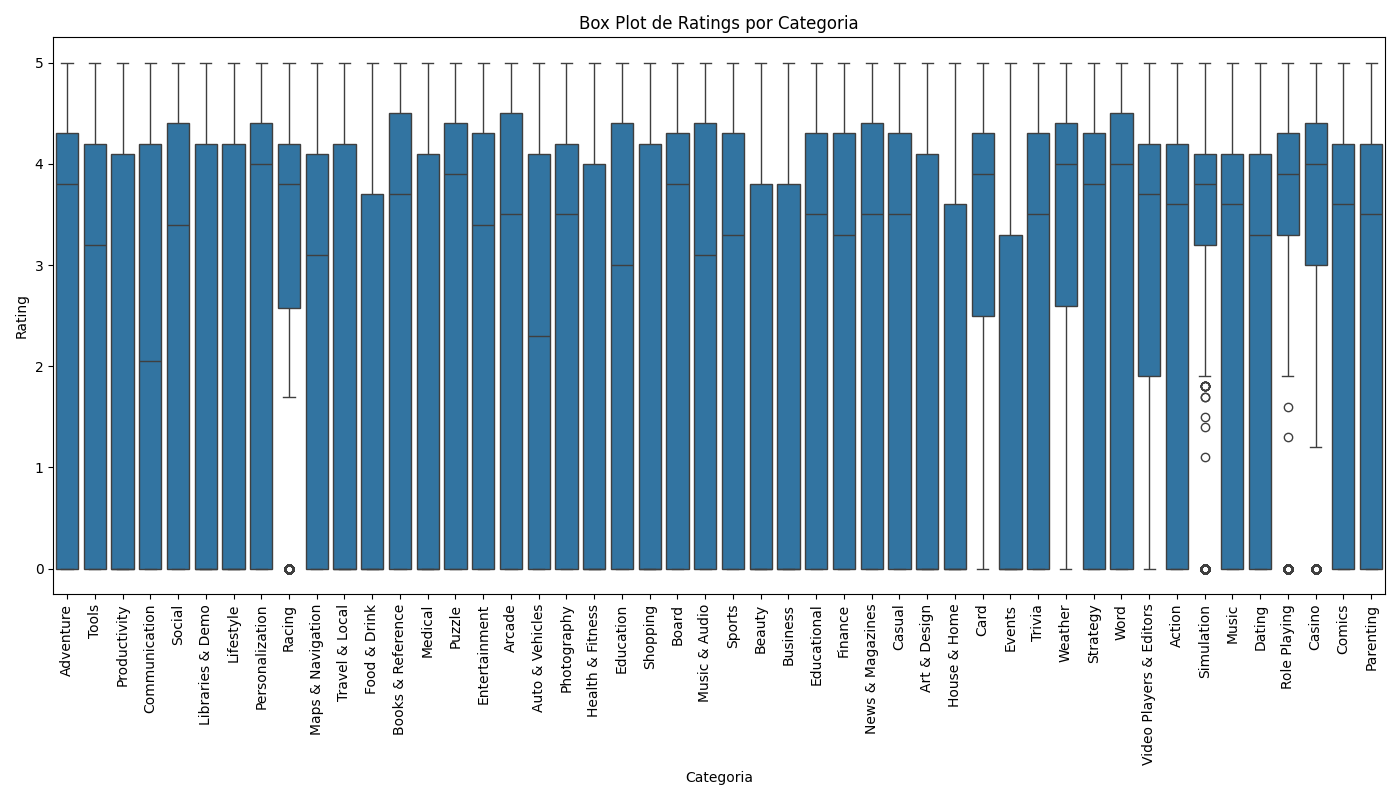 Box Plot de Ratings por Categoria
Rating
5
4
3
2
1
0
Adventure
Tools
Productivity
Communication
Social
Libraries & Demo
Lifestyle
Personalization
Racing
Maps & Navigation
Travel & Local
Food & Drink
Books & Reference
Medical
Puzzle
Entertainment
Arcade
Auto & Vehicles
Photography
Health & Fitness
Education
Shopping
Board
Music & Audio
Sports
Beauty
Business
Educational
Finance
News & Magazines
Casual
Art & Design
House & Home
Card
Events
Trivia
Weather
Strategy
Word
Video Players & Editors
Action
Simulation
Music
Dating
Role Playing
Casino
Comics
Parenting
Categoria